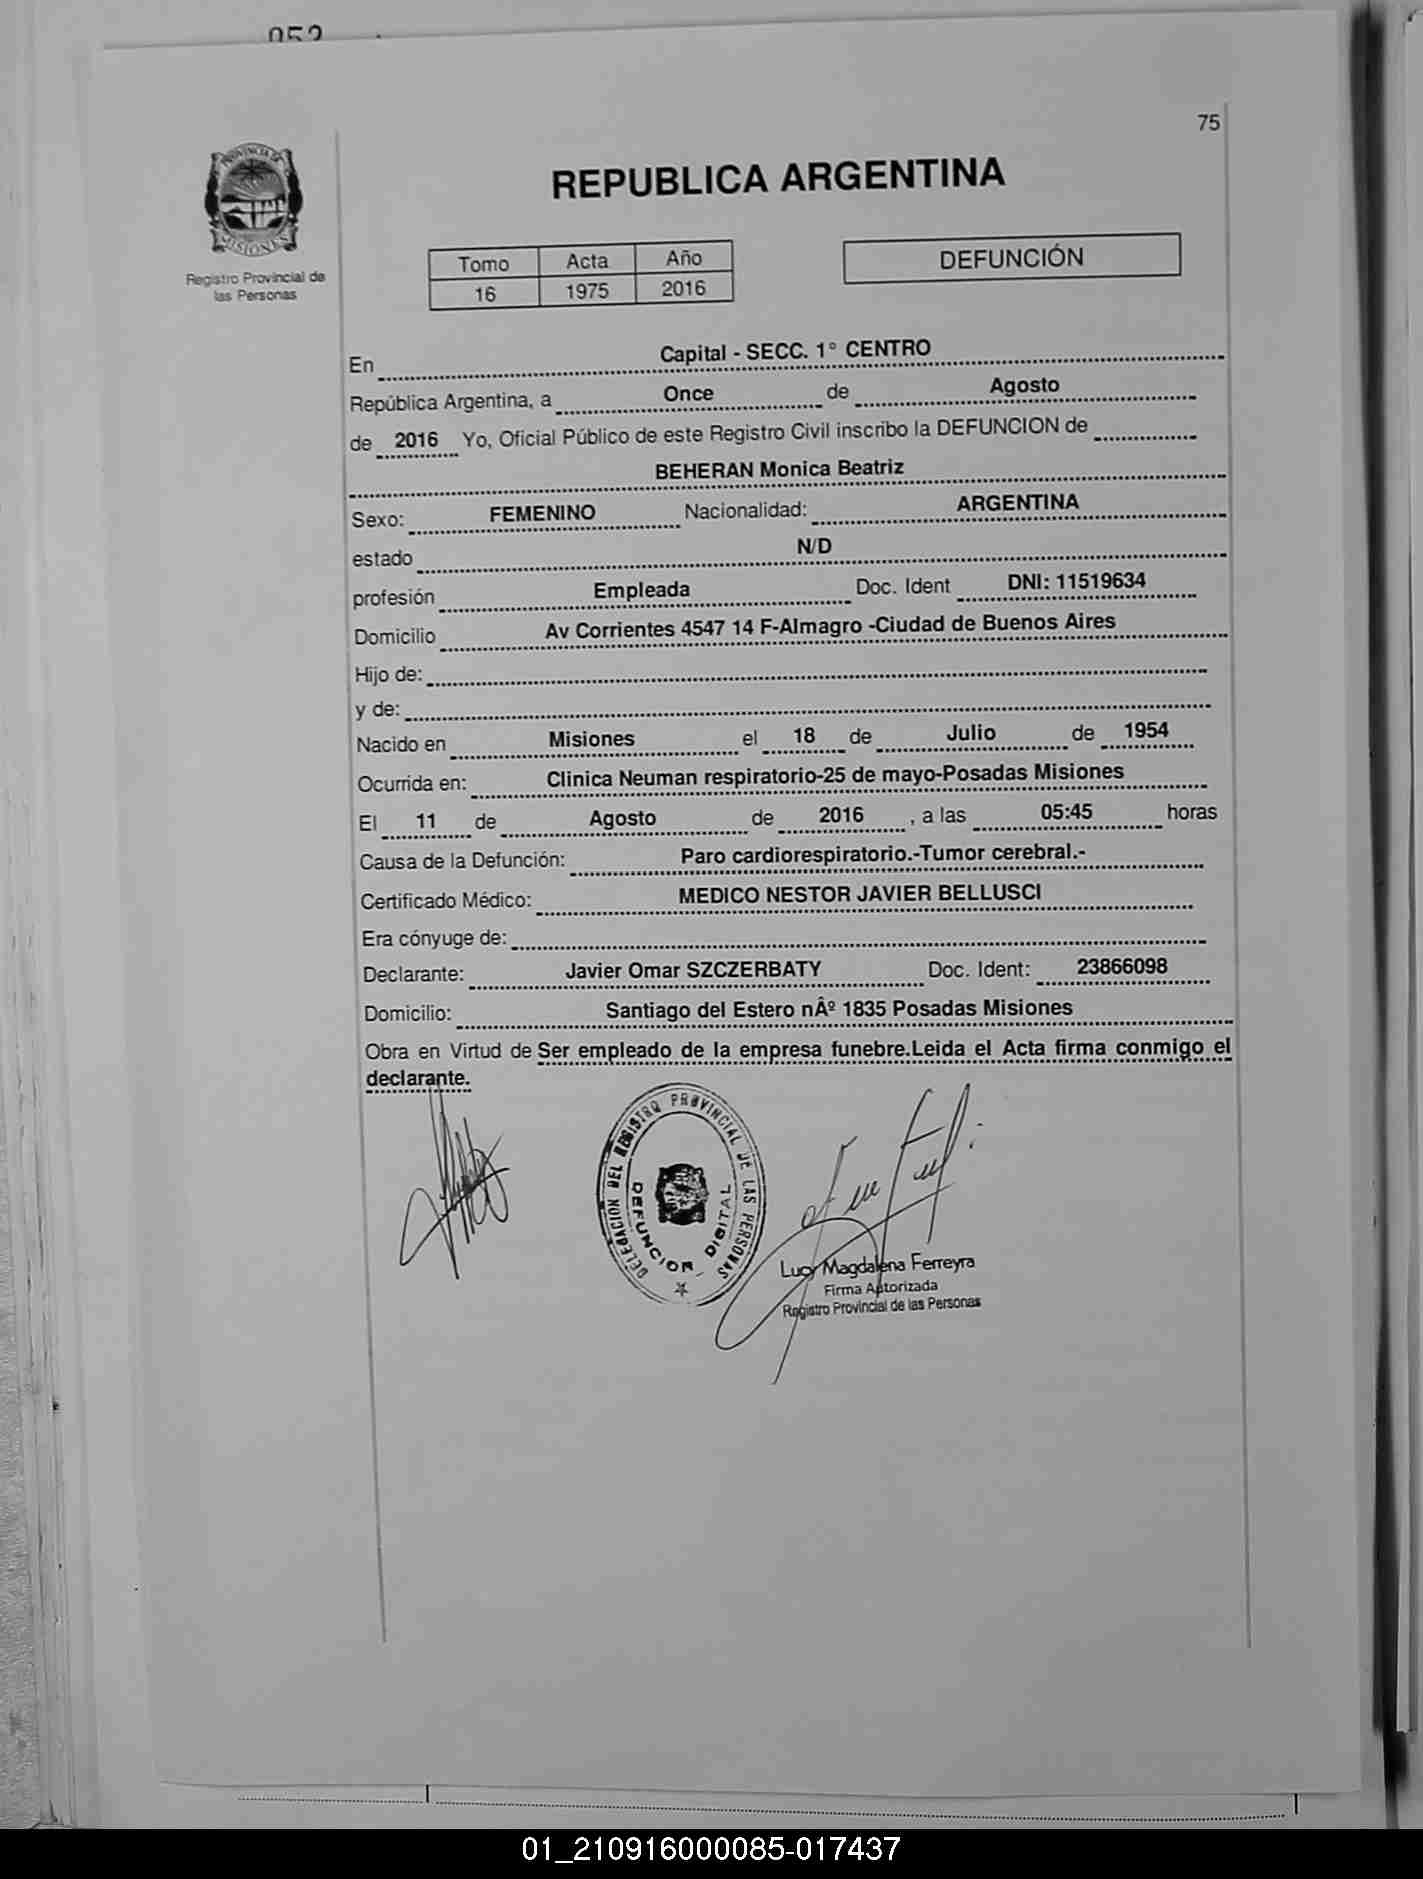 75
PROVINCIA DE
MISIONES
Registro Provincial de
las Personas
REPUBLICA ARGENTINA
Tomo Acta Año
16 1975 2016
DEFUNCIÓN
En Capital - SECC. 1° CENTRO
República Argentina, a Once de Agosto
de 2016 Yo, Oficial Público de este Registro Civil inscribo la DEFUNCION de
BEHERAN Monica Beatriz
Sexo: FEMENINO Nacionalidad: ARGENTINA
estado N/D
profesión Empleada Doc. Ident DNI: 11519634
Domicilio Av Corrientes 4547 14 F-Almagro -Ciudad de Buenos Aires
Hijo de:
y de:
Nacido en Misiones el 18 de Julio de 1954
Ocurrida en: Clinica Neuman respiratorio-25 de mayo-Posadas Misiones
El 11 de Agosto de 2016 , a las 05:45 horas
Causa de la Defunción: Paro cardiorespiratorio.-Tumor cerebral.-
Certificado Médico: MEDICO NESTOR JAVIER BELLUSCI
Era cónyuge de:
Declarante: Javier Omar SZCZERBATY Doc. Ident: 23866098
Domicilio: Santiago del Estero nÂº 1835 Posadas Misiones
Obra en Virtud de Ser empleado de la empresa funebre.Leida el Acta firma conmigo el
declarante.
DELEGACION DEL REGISTRO PROVINCIAL DE LAS PERSONAS
DEFUNCION DIGITAL
Lucy Magdalena Ferreyra
Firma Autorizada
Registro Provincial de las Personas
01_210916000085-017437